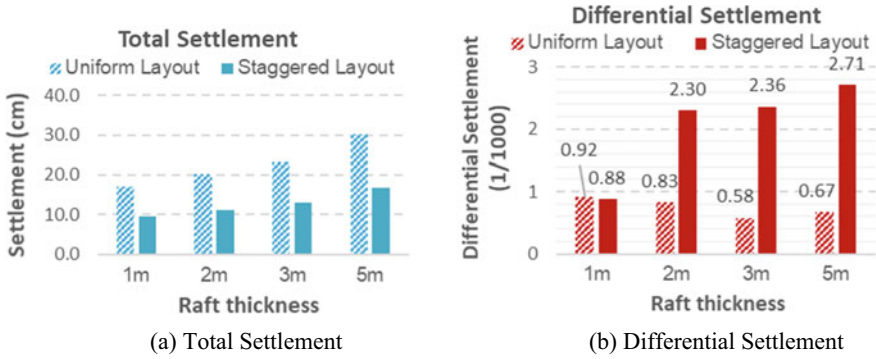 Total Settlement
Uniform Layout Staggered Layout
Settlement (cm)
40.0
30.0
20.0
10.0
0.0
1m 2m 3m 5m
Raft thickness
(a) Total Settlement
Differential Settlement
Uniform Layout Staggered Layout
Differential Settlement
(1/1000)
3
2
1
0
2.71
2.30 2.36
0.92
0.88 0.83 0.58 0.67
1m 2m 3m 5m
Raft thickness
(b) Differential Settlement